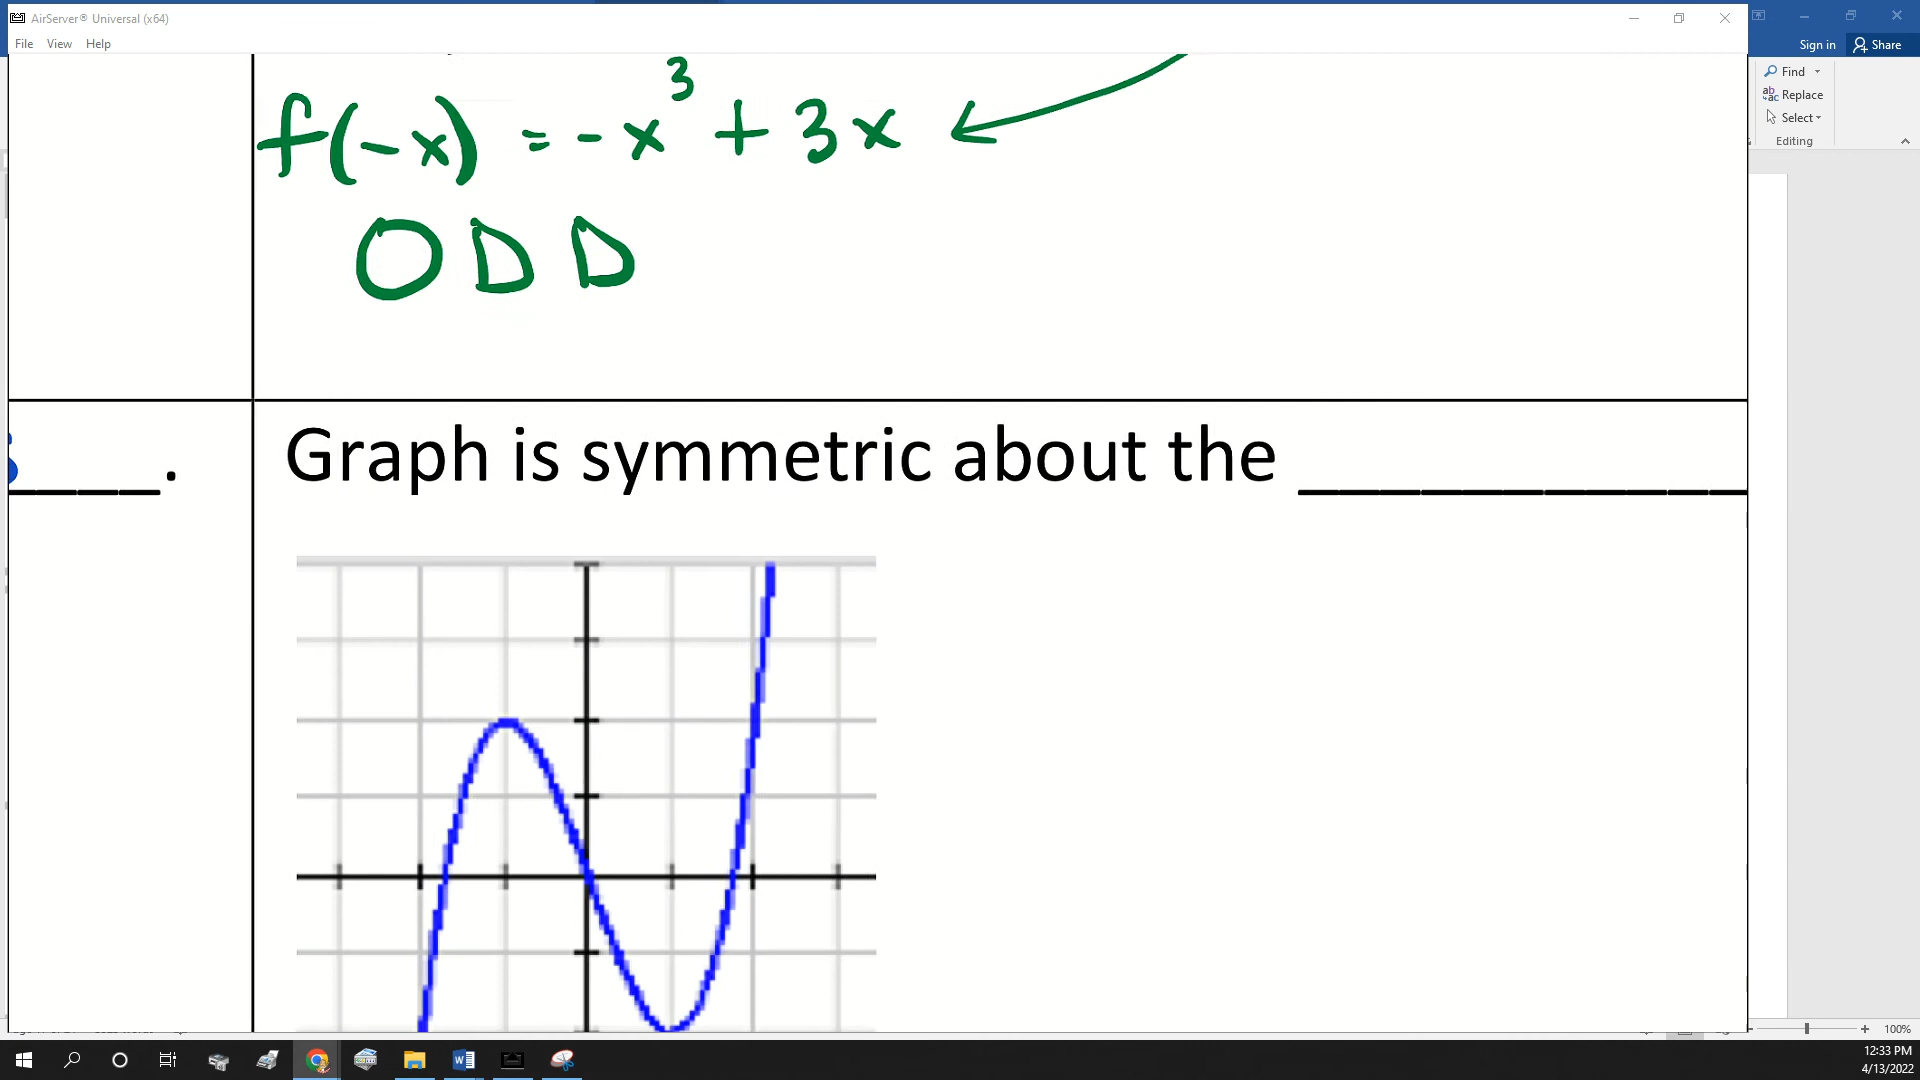 AirServer® Universal (x64)
File View Help
Sign in Share
Find
Replace
Select
Editing
f(-x) = -x³ + 3x
ODD
____. Graph is symmetric about the ___________
100%
12:33 PM
4/13/2022